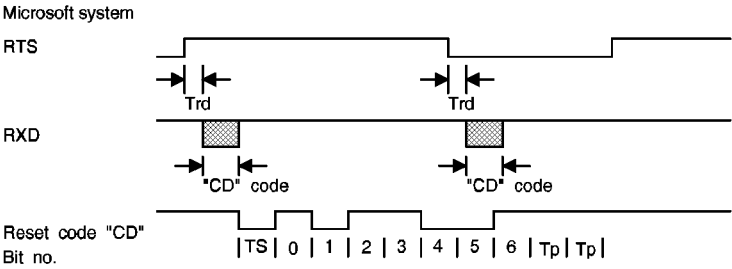 Microsoft system
RTS
Trd Trd
RXD
"CD" code "CD" code
Reset code "CD"
Bit no. TS 0 1 2 3 4 5 6 Tp Tp